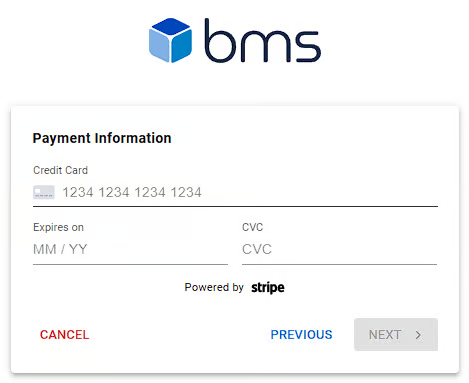 bms
Payment Information
Credit Card
1234 1234 1234 1234
Expires on CVC
MM / YY CVC
Powered by stripe
CANCEL PREVIOUS NEXT